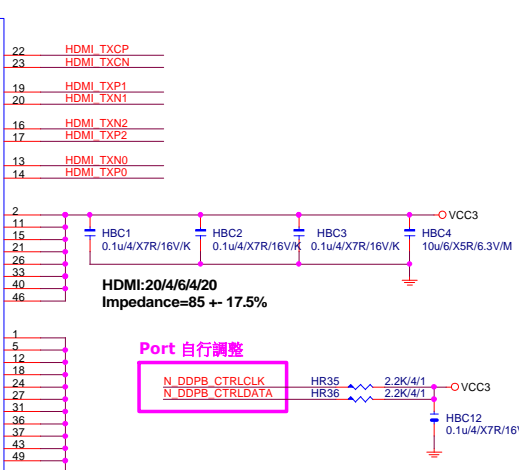 22 HDMI_TXCP
23 HDMI_TXCN
19 HDMI_TXP1
20 HDMI_TXN1
16 HDMI_TXN2
17 HDMI_TXP2
13 HDMI_TXN0
14 HDMI_TXP0
2
VCC3
11
15
21
26
33
40
46
HBC1
0.1u/4/X7R/16V/K
HBC2
0.1u/4/X7R/16V/K
HBC3
0.1u/4/X7R/16V/K
HBC4
10u/6/X5R/6.3V/M
HDMI:20/4/6/4/20
Impedance=85 +- 17.5%
1
5
12
18
24
27
31
36
37
43
49
Port 自行調整
N_DDPB_CTRLCLK HR35 2.2K/4/1 VCC3
N_DDPB_CTRLDATA HR36 2.2K/4/1
HBC12
0.1u/4/X7R/16V